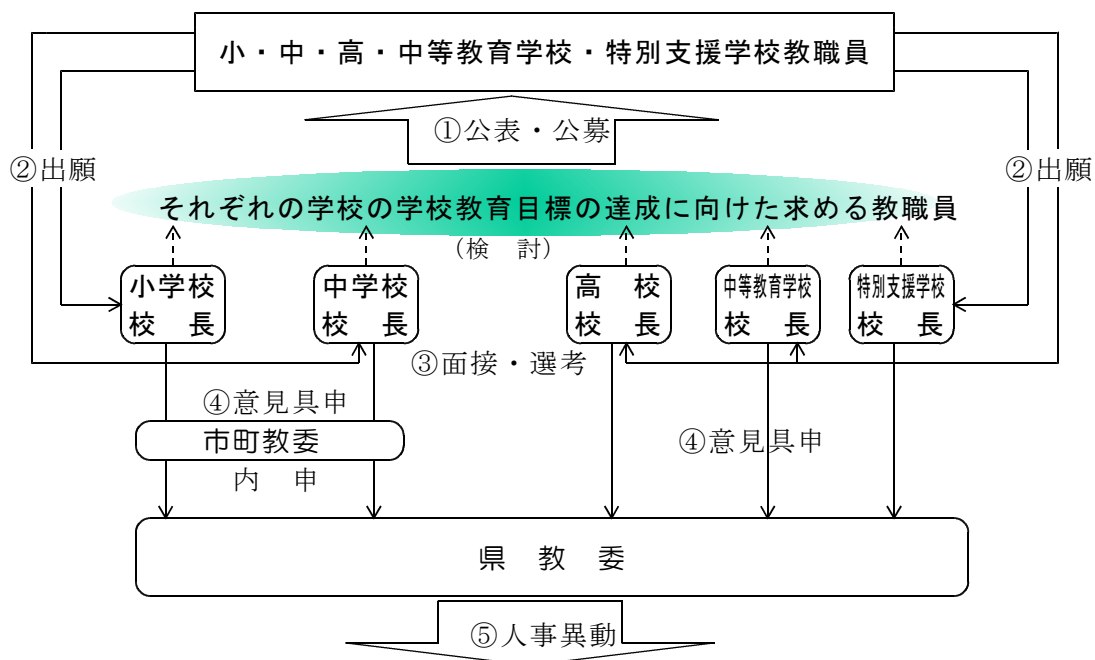 小・中・高・中等教育学校・特別支援学校教職員
①公表・公募
②出願
②出願
それぞれの学校の学校教育目標の達成に向けた求める教職員
(検　討)
小学校
校　長
中学校
校　長
高　校
校　長
中等教育学校
校　長
特別支援学校
校　長
③面接・選考
④意見具申
市町教委
内　申
④意見具申
県　教　委
⑤人事異動